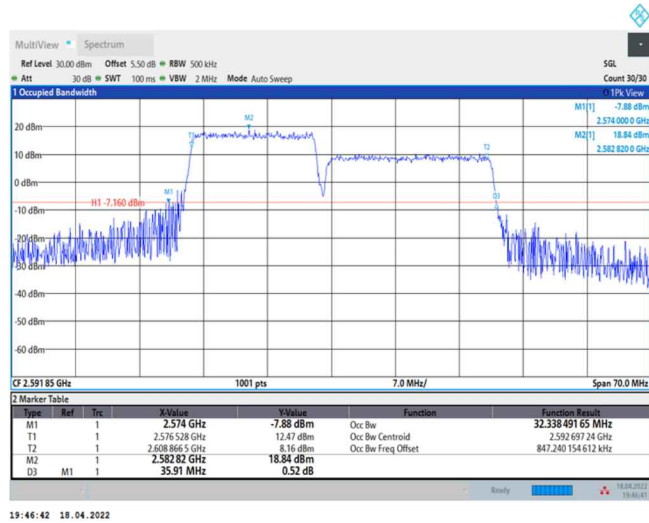 MultiView Spectrum
Ref Level 30.00 dBm Offset 5.50 dB RBW 500 kHz SGL
Att 30 dB SWT 100 ms VBW 2 MHz Mode Auto Sweep Count 30/30
1 Occupied Bandwidth 1Pk View
M1[1] -7.88 dBm
2.574 000 0 GHz
M2[1] 18.84 dBm
2.582 820 0 GHz
M2
20 dBm
T1
T2
10 dBm
0 dBm
M1
D3
H1 -7.160 dBm
-10 dBm
-20 dBm
-30 dBm
-40 dBm
-50 dBm
-60 dBm
CF 2.591 85 GHz 1001 pts 7.0 MHz/ Span 70.0 MHz
2 Marker Table
Type Ref Trc X-Value Y-Value Function Function Result
M1 1 2.574 GHz -7.88 dBm Occ Bw 32.338 491 65 MHz
T1 1 2.576 528 GHz 12.47 dBm Occ Bw Centroid 2.592 697 24 GHz
T2 1 2.608 866 5 GHz 8.16 dBm Occ Bw Freq Offset 847.240 154 612 kHz
M2 1 2.582 82 GHz 18.84 dBm
D3 M1 1 35.91 MHz 0.52 dB
Ready 18.04.2022
19:46:41
19:46:42 18.04.2022